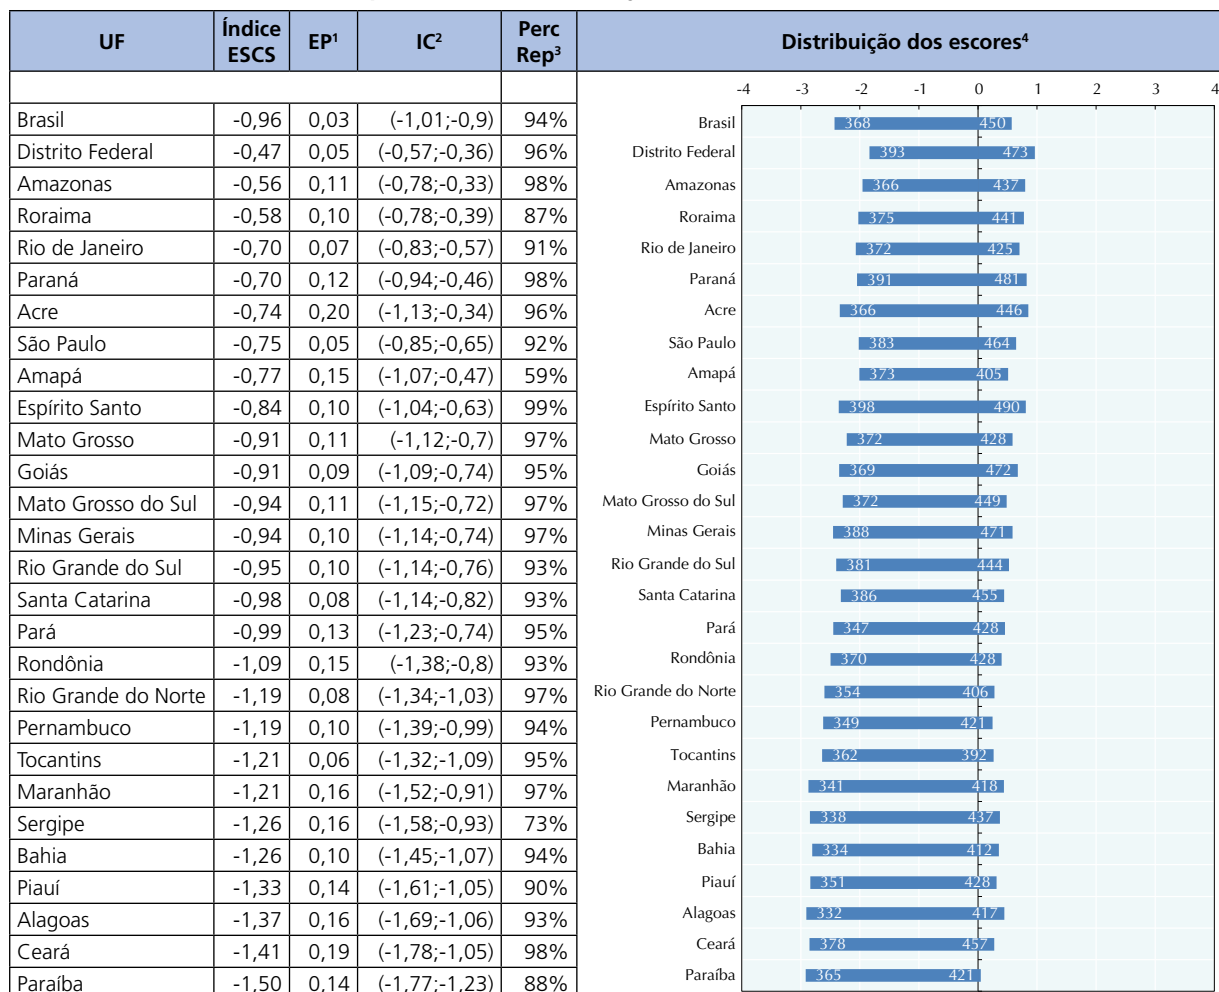 UF Índice ESCS EP¹ IC² Perc Rep³ Distribuição dos escores⁴
-4 -3 -2 -1 0 1 2 3 4
Brasil -0,96 0,03 (-1,01;-0,9) 94% Brasil 368 450
Distrito Federal -0,47 0,05 (-0,57;-0,36) 96% Distrito Federal 393 473
Amazonas -0,56 0,11 (-0,78;-0,33) 98% Amazonas 366 437
Roraima -0,58 0,10 (-0,78;-0,39) 87% Roraima 375 441
Rio de Janeiro -0,70 0,07 (-0,83;-0,57) 91% Rio de Janeiro 372 425
Paraná -0,70 0,12 (-0,94;-0,46) 98% Paraná 391 481
Acre -0,74 0,20 (-1,13;-0,34) 96% Acre 366 446
São Paulo -0,75 0,05 (-0,85;-0,65) 92% São Paulo 383 464
Amapá -0,77 0,15 (-1,07;-0,47) 59% Amapá 373 405
Espírito Santo -0,84 0,10 (-1,04;-0,63) 99% Espírito Santo 398 490
Mato Grosso -0,91 0,11 (-1,12;-0,7) 97% Mato Grosso 372 428
Goiás -0,91 0,09 (-1,09;-0,74) 95% Goiás 369 472
Mato Grosso do Sul -0,94 0,11 (-1,15;-0,72) 97% Mato Grosso do Sul 372 449
Minas Gerais -0,94 0,10 (-1,14;-0,74) 97% Minas Gerais 388 471
Rio Grande do Sul -0,95 0,10 (-1,14;-0,76) 93% Rio Grande do Sul 381 444
Santa Catarina -0,98 0,08 (-1,14;-0,82) 93% Santa Catarina 386 455
Pará -0,99 0,13 (-1,23;-0,74) 95% Pará 347 428
Rondônia -1,09 0,15 (-1,38;-0,8) 93% Rondônia 370 428
Rio Grande do Norte -1,19 0,08 (-1,34;-1,03) 97% Rio Grande do Norte 354 406
Pernambuco -1,19 0,10 (-1,39;-0,99) 94% Pernambuco 349 421
Tocantins -1,21 0,06 (-1,32;-1,09) 95% Tocantins 362 392
Maranhão -1,21 0,16 (-1,52;-0,91) 97% Maranhão 341 418
Sergipe -1,26 0,16 (-1,58;-0,93) 73% Sergipe 338 437
Bahia -1,26 0,10 (-1,45;-1,07) 94% Bahia 334 412
Piauí -1,33 0,14 (-1,61;-1,05) 90% Piauí 351 428
Alagoas -1,37 0,16 (-1,69;-1,06) 93% Alagoas 332 417
Ceará -1,41 0,19 (-1,78;-1,05) 98% Ceará 378 457
Paraíba -1,50 0,14 (-1,77;-1,23) 88% Paraíba 365 421